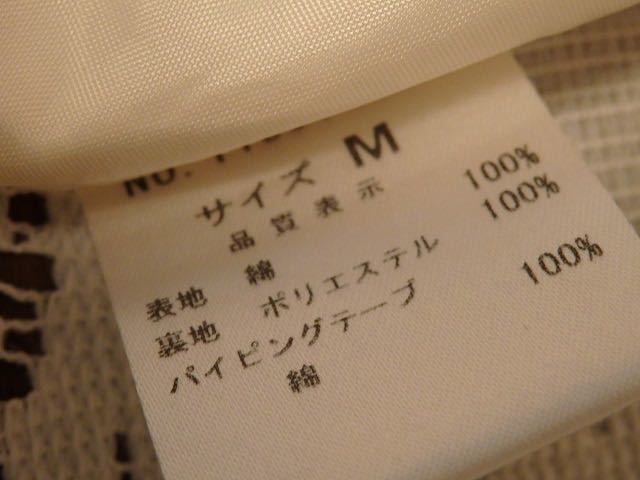 NO.
サイズ M
品質表示
表地 綿 100%
裏地 ポリエステル 100%
パイピングテープ
綿 100%